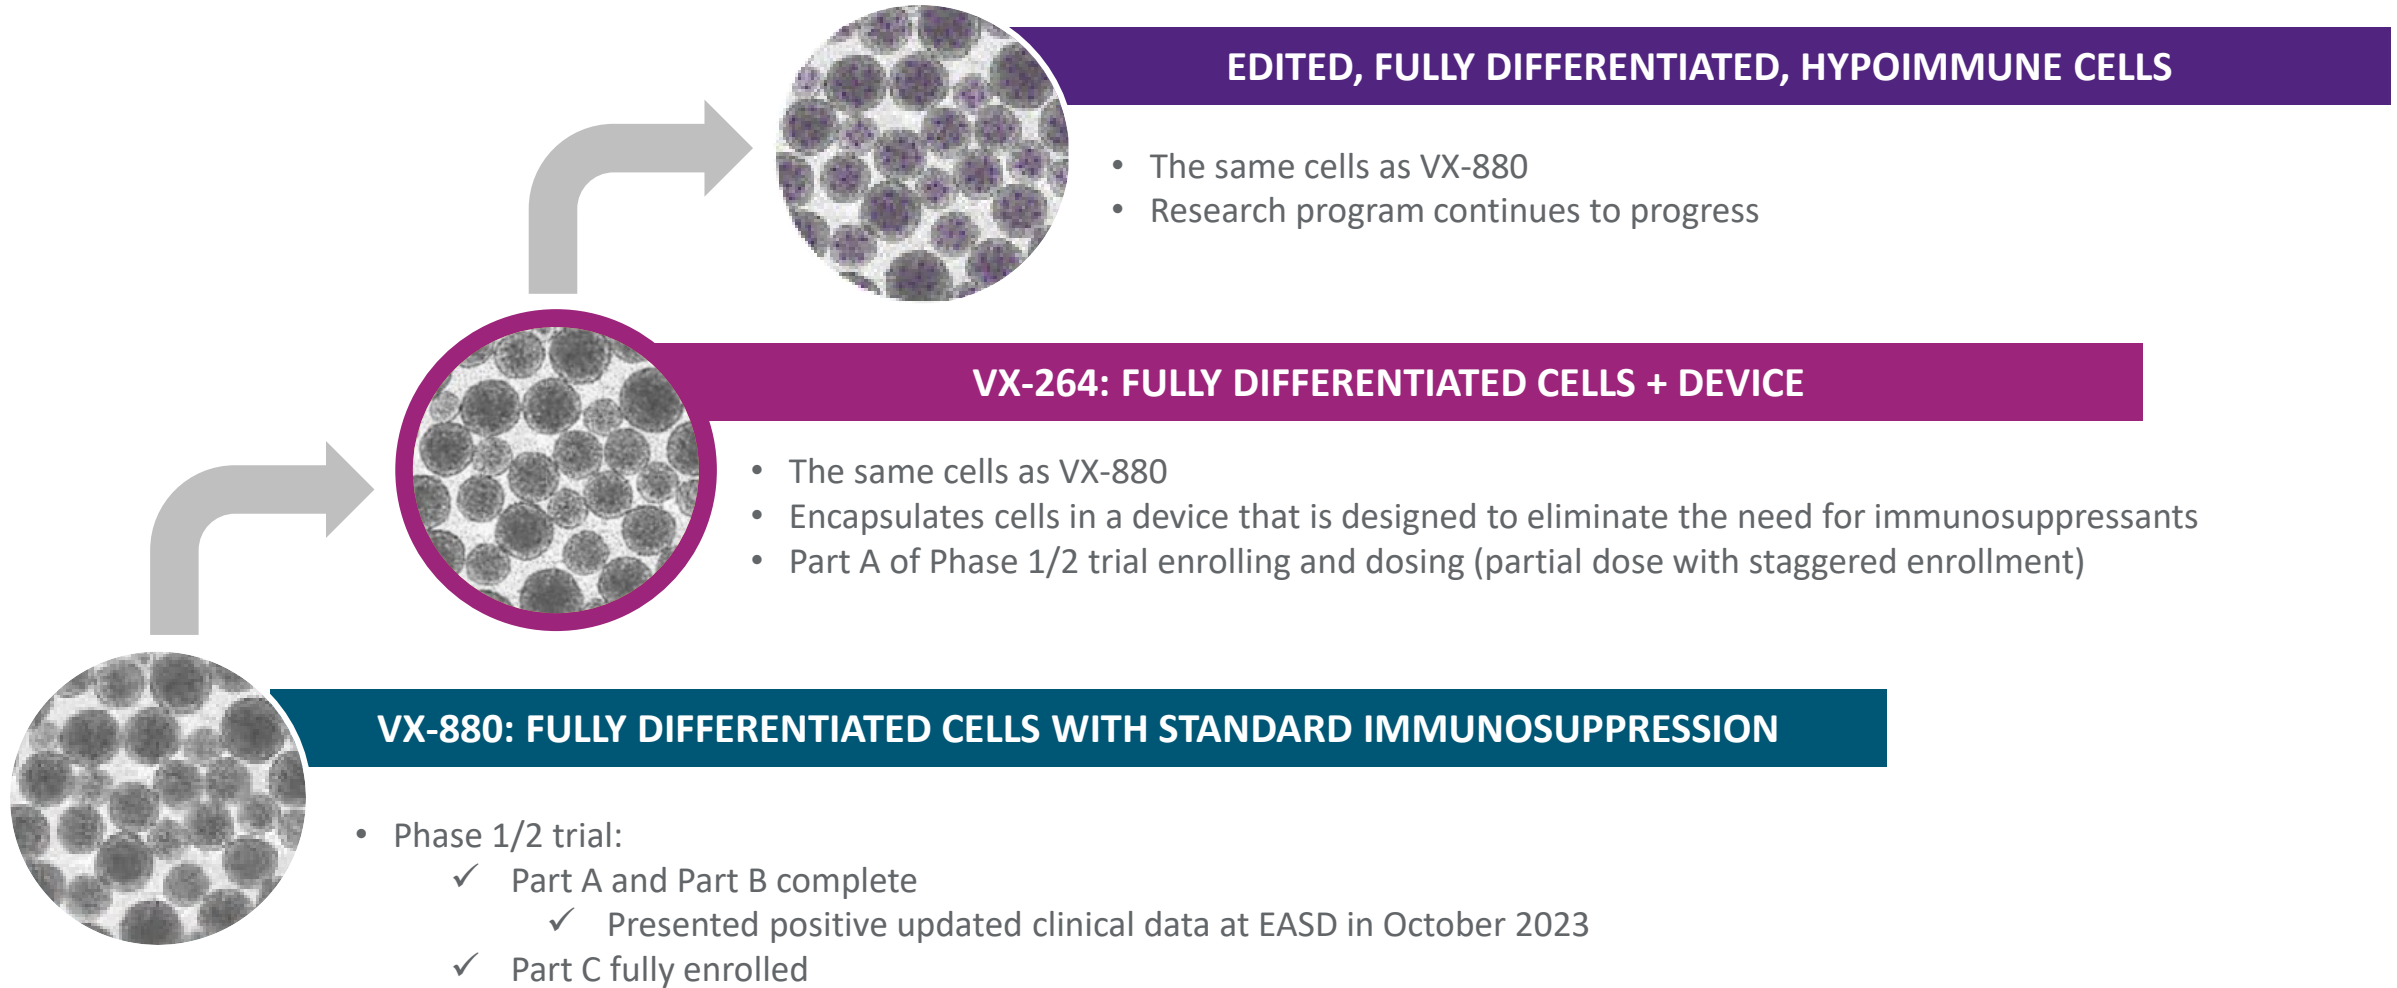 EDITED, FULLY DIFFERENTIATED, HYPOIMMUNE CELLS
• The same cells as VX-880
• Research program continues to progress
VX-264: FULLY DIFFERENTIATED CELLS + DEVICE
• The same cells as VX-880
• Encapsulates cells in a device that is designed to eliminate the need for immunosuppressants
• Part A of Phase 1/2 trial enrolling and dosing (partial dose with staggered enrollment)
VX-880: FULLY DIFFERENTIATED CELLS WITH STANDARD IMMUNOSUPPRESSION
• Phase 1/2 trial:
✓ Part A and Part B complete
✓ Presented positive updated clinical data at EASD in October 2023
✓ Part C fully enrolled